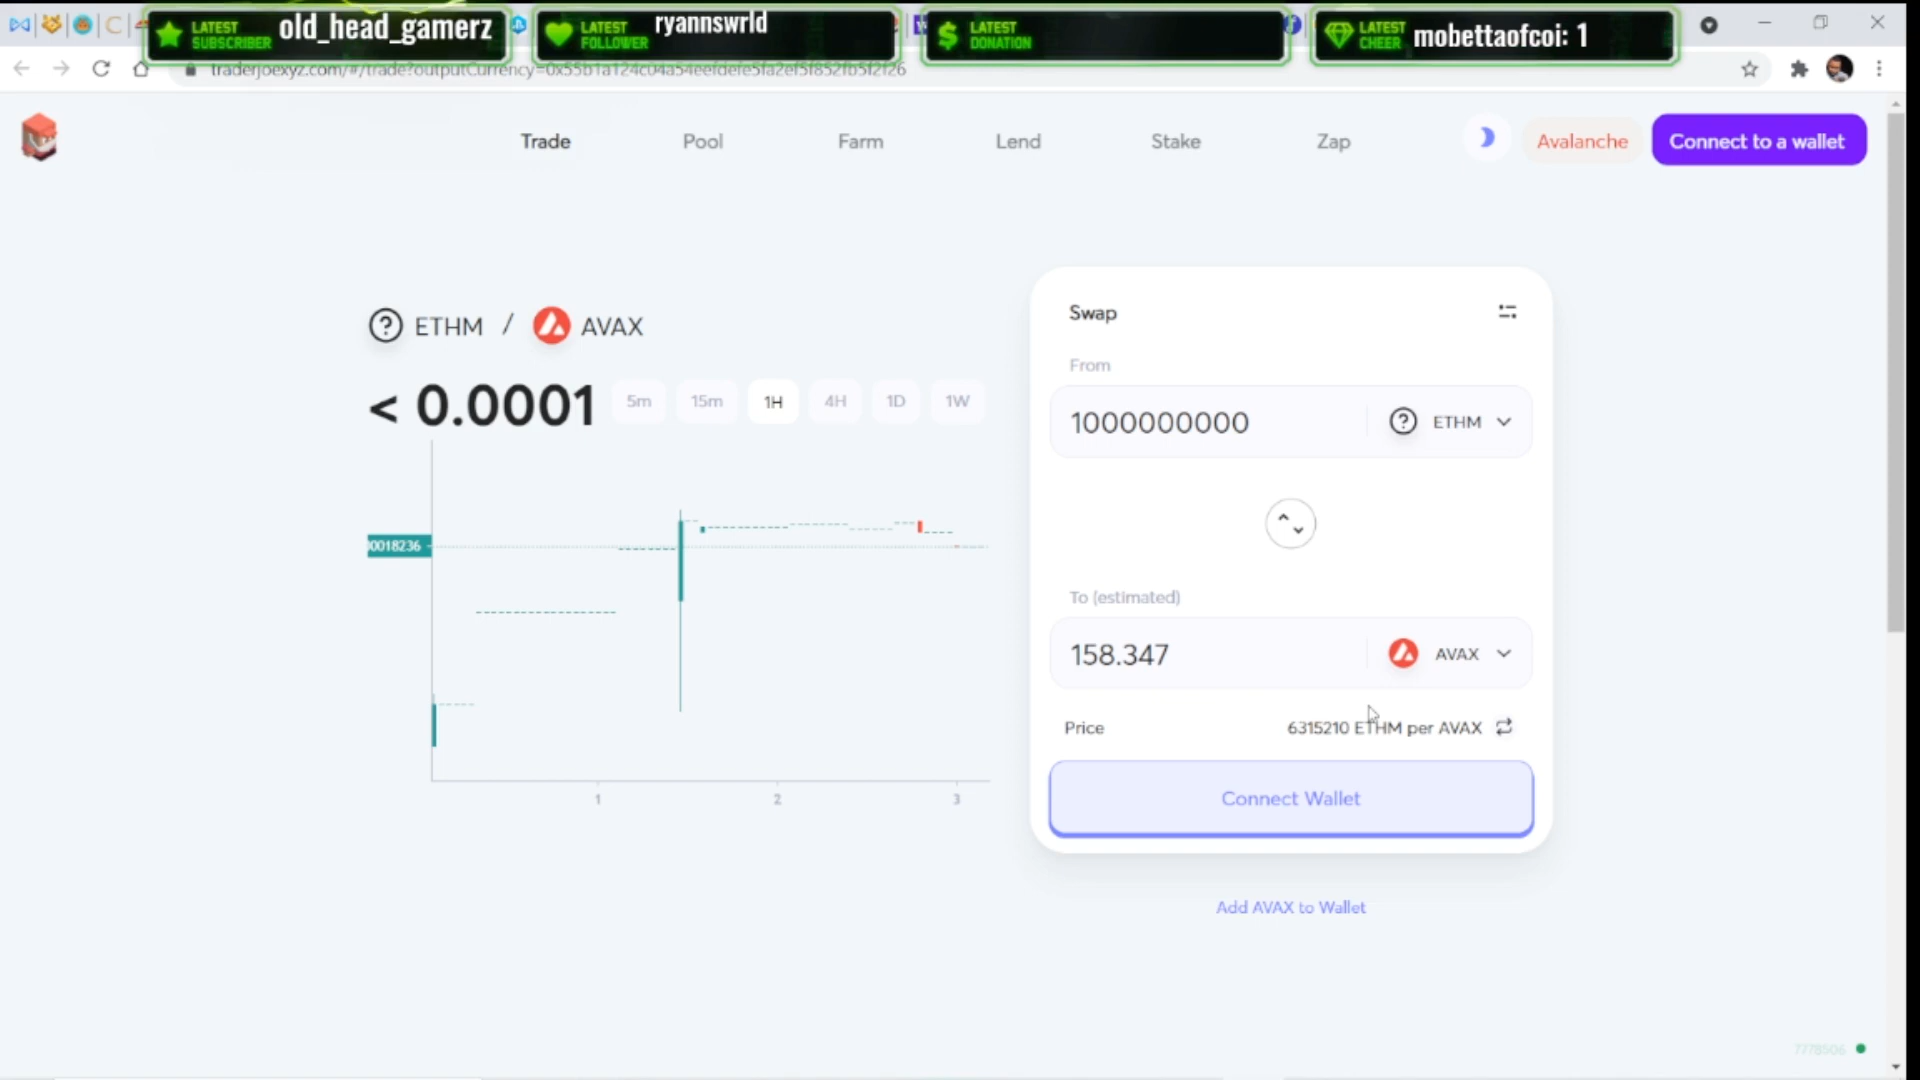 LATEST SUBSCRIBER
old_head_gamerz
LATEST FOLLOWER
ryannswrld
LATEST DONATION
LATEST CHEER
mobettaofcoi: 1
Trade
Pool
Farm
Lend
Stake
Zap
Avalanche
Connect to a wallet
ETHM / AVAX
< 0.0001
5m
15m
1H
4H
1D
1W
00018236
1
2
3
Swap
From
1000000000
ETHM
To (estimated)
158.347
AVAX
Price
6315210 ETHM per AVAX
Connect Wallet
Add AVAX to Wallet
7778506